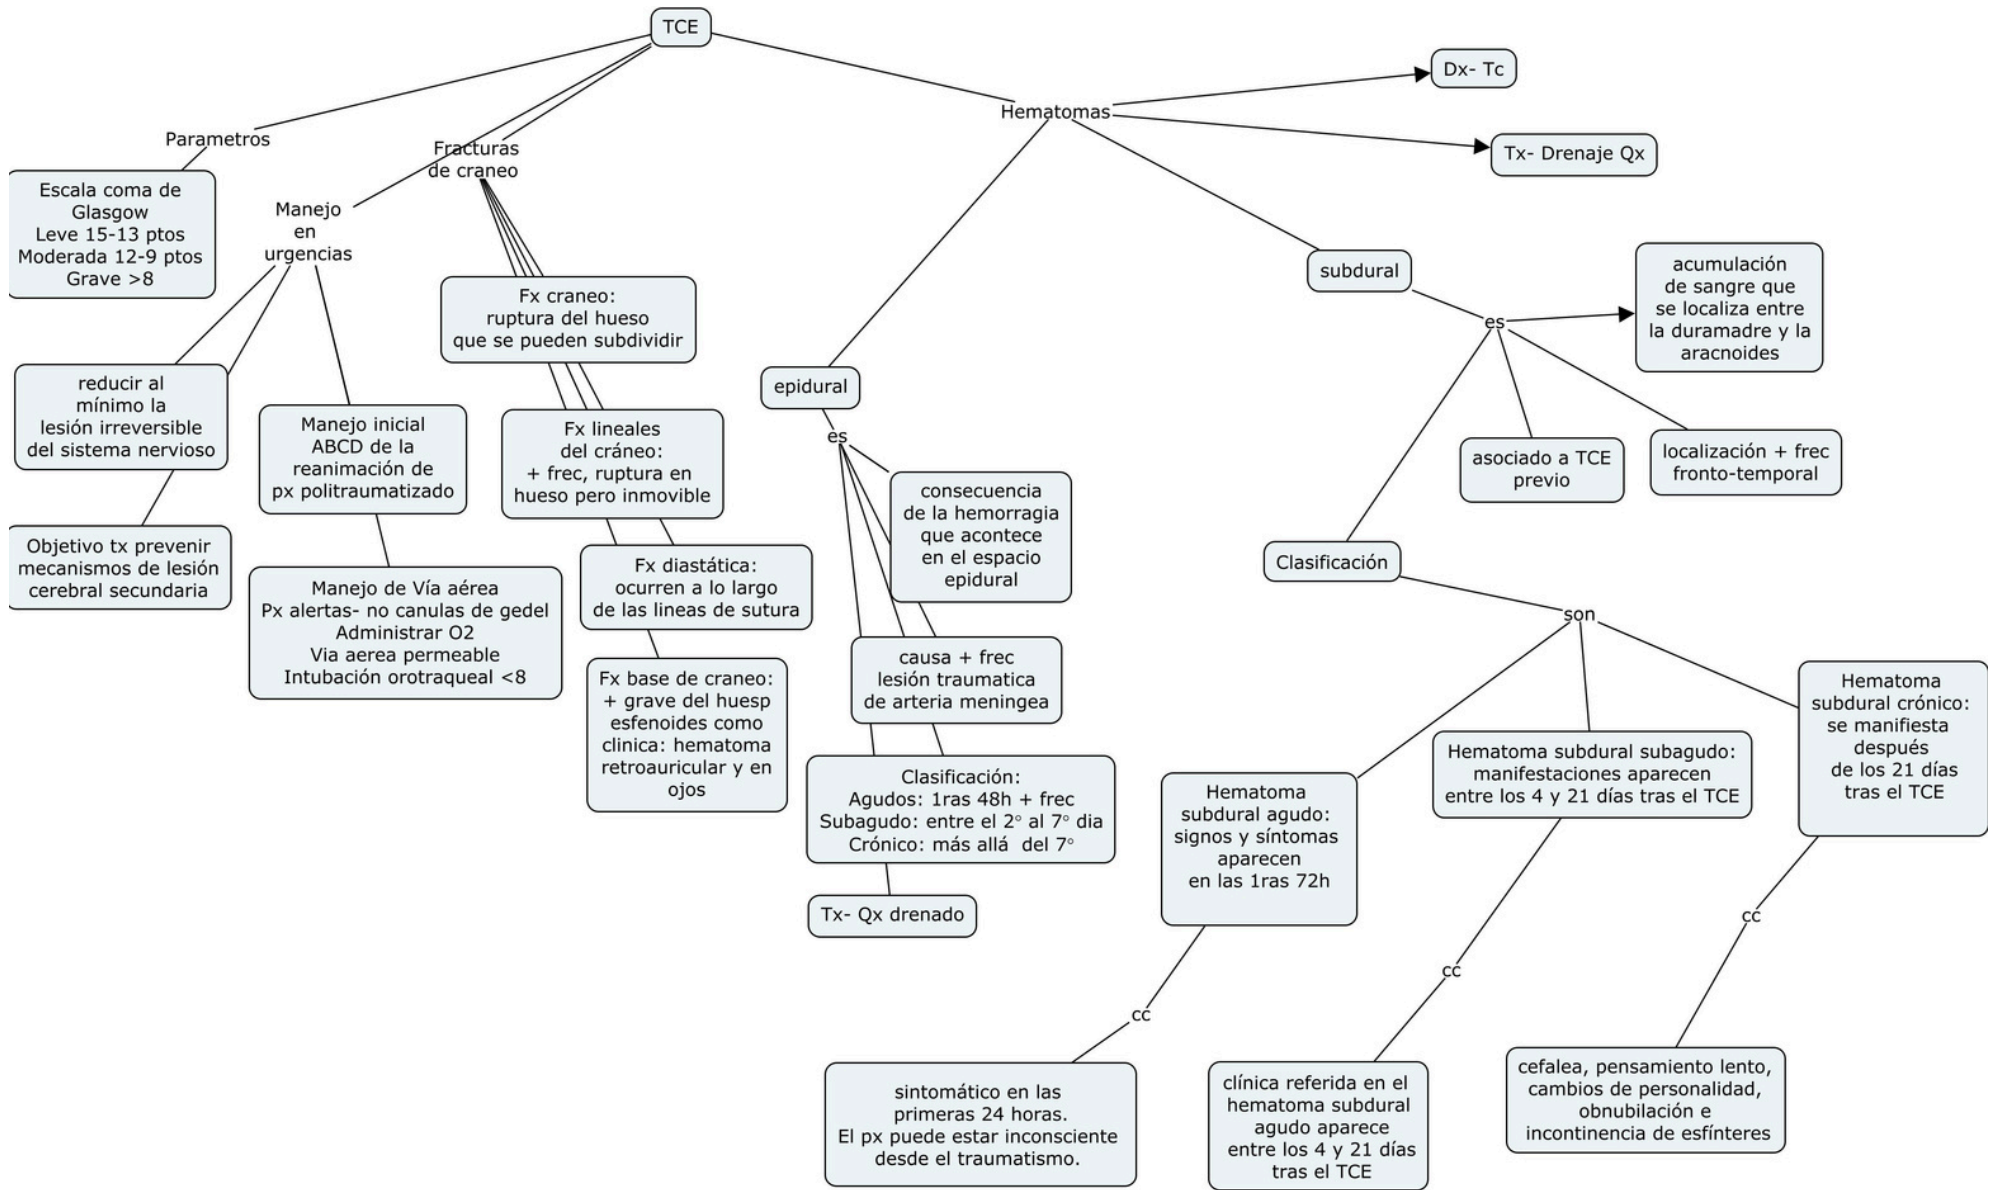 TCE
Parametros
Escala coma de
Glasgow
Leve 15-13 ptos
Moderada 12-9 ptos
Grave >8
Manejo
en
urgencias
reducir al
mínimo la
lesión irreversible
del sistema nervioso
Objetivo tx prevenir
mecanismos de lesión
cerebral secundaria
Manejo inicial
ABCD de la
reanimación de
px politraumatizado
Manejo de Vía aérea
Px alertas- no canulas de gedel
Administrar O2
Via aerea permeable
Intubación orotraqueal <8
Fracturas
de craneo
Fx craneo:
ruptura del hueso
que se pueden subdividir
Fx lineales
del cráneo:
+ frec, ruptura en
hueso pero inmovible
Fx diastática:
ocurren a lo largo
de las lineas de sutura
Fx base de craneo:
+ grave del huesp
esfenoides como
clinica: hematoma
retroauricular y en
ojos
Hematomas
Dx- Tc
Tx- Drenaje Qx
epidural
es
consecuencia
de la hemorragia
que acontece
en el espacio
epidural
causa + frec
lesión traumatica
de arteria meningea
Clasificación:
Agudos: 1ras 48h + frec
Subagudo: entre el 2° al 7° dia
Crónico: más allá del 7°
Tx- Qx drenado
subdural
es
acumulación
de sangre que
se localiza entre
la duramadre y la
aracnoides
asociado a TCE
previo
localización + frec
fronto-temporal
Clasificación
son
Hematoma
subdural agudo:
signos y síntomas
aparecen
en las 1ras 72h
cc
sintomático en las
primeras 24 horas.
El px puede estar inconsciente
desde el traumatismo.
Hematoma subdural subagudo:
manifestaciones aparecen
entre los 4 y 21 días tras el TCE
cc
clínica referida en el
hematoma subdural
agudo aparece
entre los 4 y 21 días
tras el TCE
Hematoma
subdural crónico:
se manifiesta
después
de los 21 días
tras el TCE
cc
cefalea, pensamiento lento,
cambios de personalidad,
obnubilación e
incontinencia de esfínteres